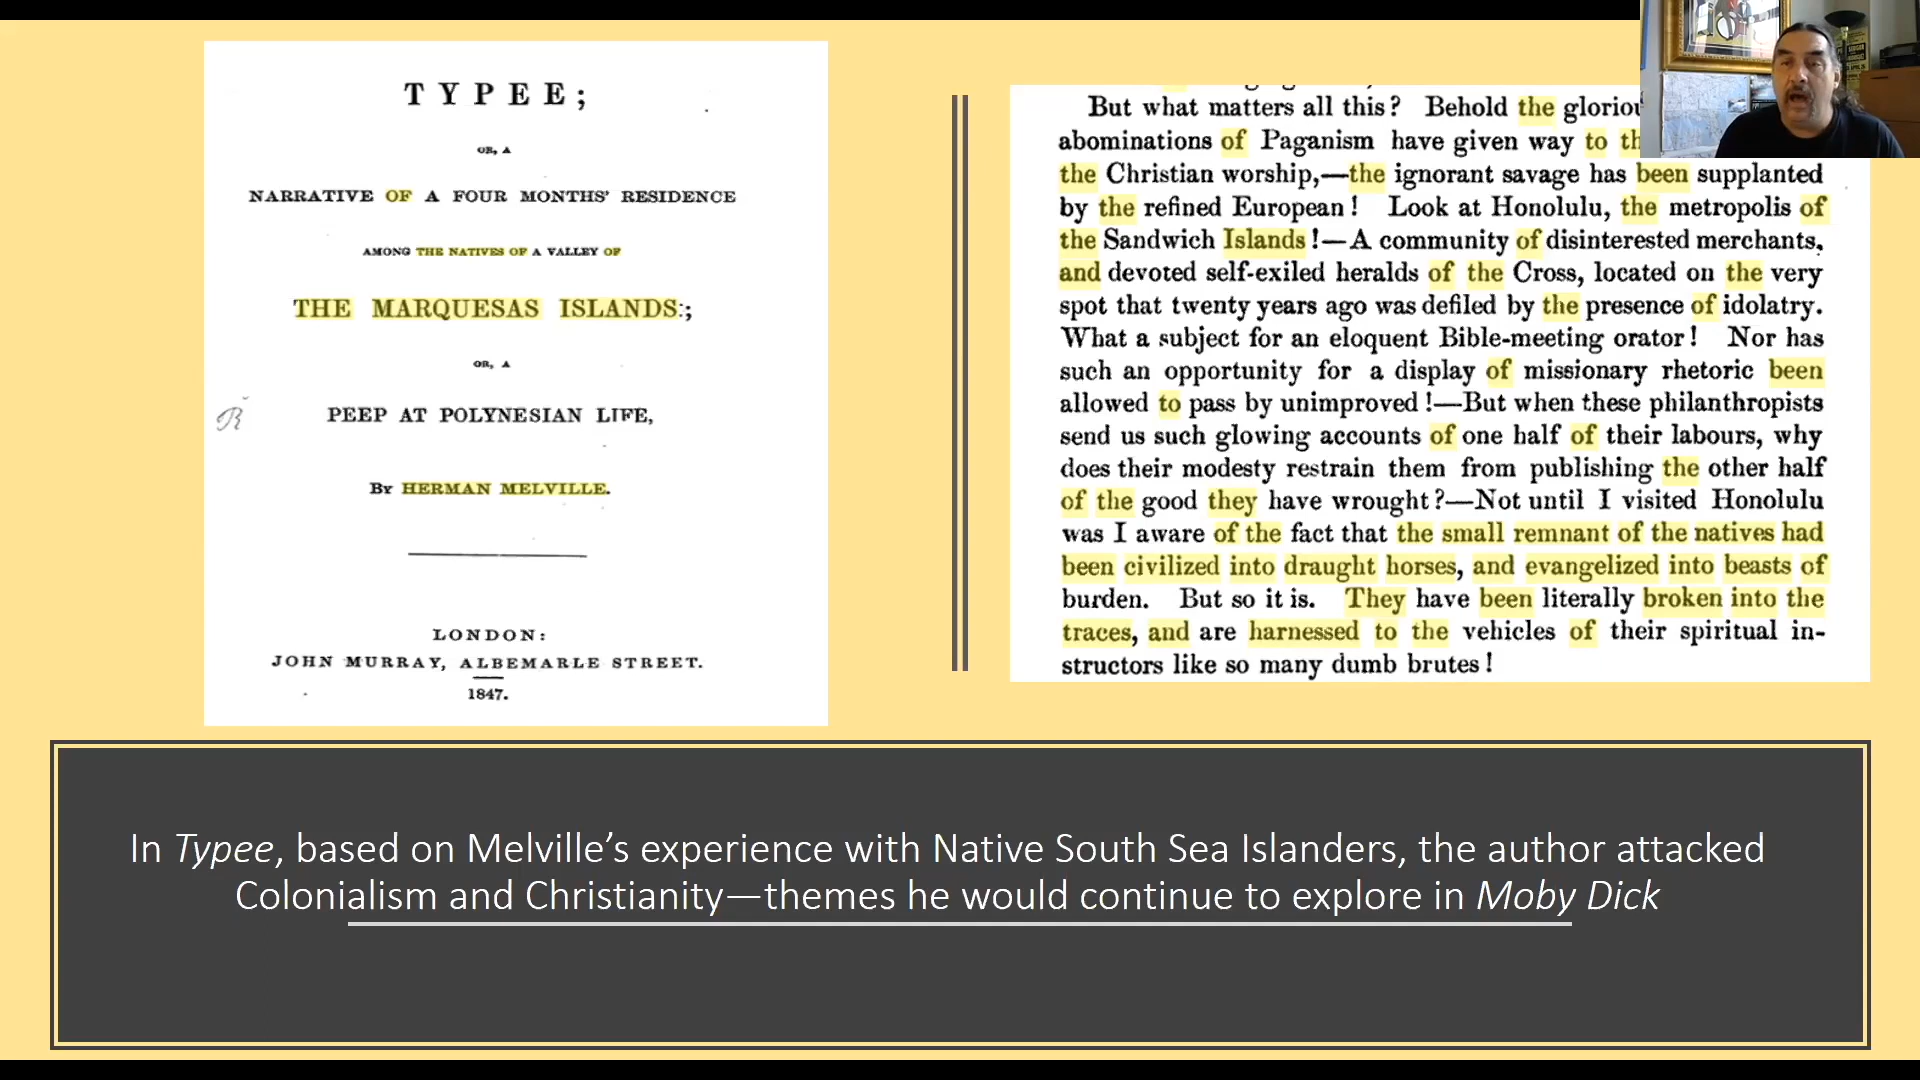 TYPEE;
OR, A
NARRATIVE OF A FOUR MONTHS' RESIDENCE
AMONG THE NATIVES OF A VALLEY OF
THE MARQUESAS ISLANDS;
OR, A
PEEP AT POLYNESIAN LIFE,
BY HERMAN MELVILLE.
LONDON:
JOHN MURRAY, ALBEMARLE STREET.
1847.
But what matters all this? Behold the
abominations of Paganism have given way to
the Christian worship,—the ignorant savage has been supplanted
by the refined European! Look at Honolulu, the metropolis of
the Sandwich Islands!—A community of disinterested merchants,
and devoted self-exiled heralds of the Cross, located on the very
spot that twenty years ago was defiled by the presence of idolatry.
What a subject for an eloquent Bible-meeting orator! Nor has
such an opportunity for a display of missionary rhetoric been
allowed to pass by unimproved!—But when these philanthropists
send us such glowing accounts of one half of their labours, why
does their modesty restrain them from publishing the other half
of the good they have wrought?—Not until I visited Honolulu
was I aware of the fact that the small remnant of the natives had
been civilized into draught horses, and evangelized into beasts of
burden. But so it is. They have been literally broken into the
traces, and are harnessed to the vehicles of their spiritual in-
structors like so many dumb brutes!
In Typee, based on Melville’s experience with Native South Sea Islanders, the author attacked
Colonialism and Christianity—themes he would continue to explore in Moby Dick